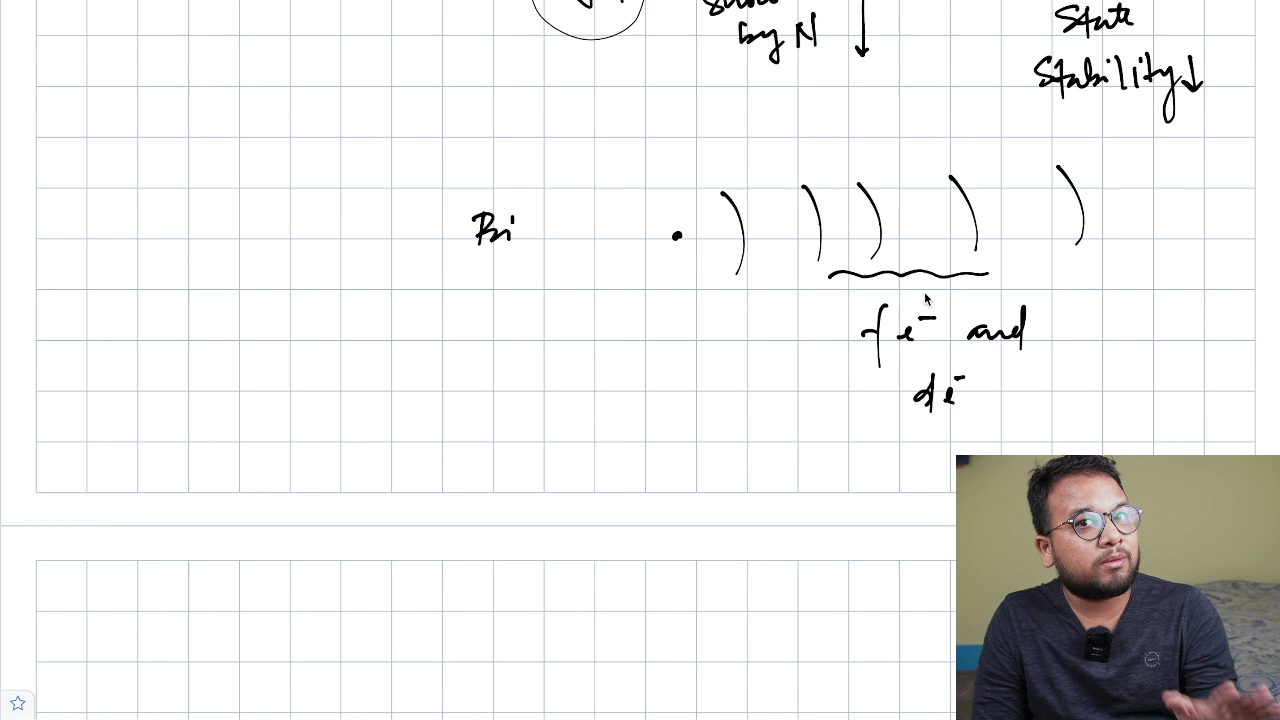 by N
State
Stability↓
Bi
f e⁻ and
d e⁻